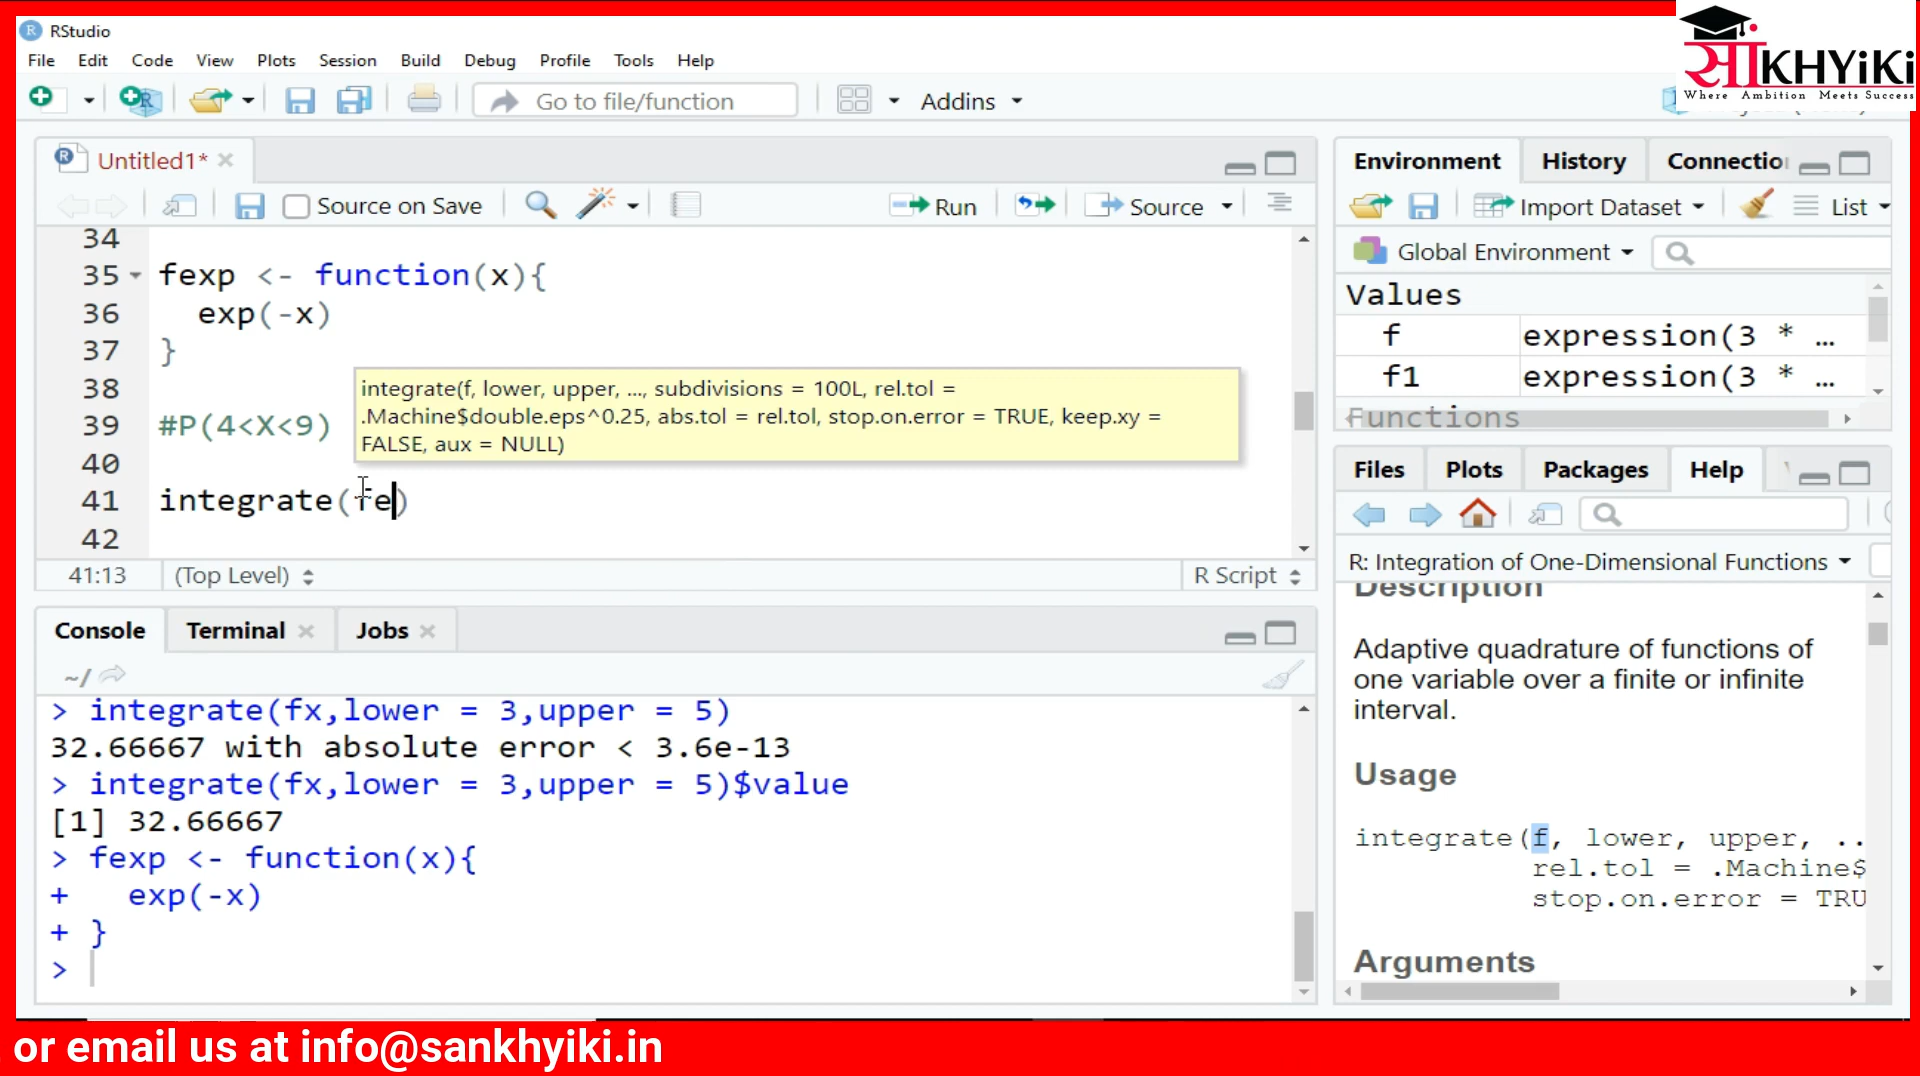 RStudio
सांKHYiKi
Where Ambition Meets Success
File Edit Code View Plots Session Build Debug Profile Tools Help
Go to file/function Addins
Untitled1*
Source on Save Run Source
34
35 fexp <- function(x){
36 exp(-x)
37 }
38
39 #P(4<X<9)
40
41 integrate(fe)
42
integrate(f, lower, upper, ..., subdivisions = 100L, rel.tol =
.Machine$double.eps^0.25, abs.tol = rel.tol, stop.on.error = TRUE, keep.xy =
FALSE, aux = NULL)
41:13 (Top Level) R Script
Console Terminal Jobs
~/
> integrate(fx,lower = 3,upper = 5)
32.66667 with absolute error < 3.6e-13
> integrate(fx,lower = 3,upper = 5)$value
[1] 32.66667
> fexp <- function(x){
+ exp(-x)
+ }
>
Environment History Connectio
Import Dataset List
Global Environment
Values
f expression(3 * ...
f1 expression(3 * ...
Functions
Files Plots Packages Help
R: Integration of One-Dimensional Functions
Description
Adaptive quadrature of functions of
one variable over a finite or infinite
interval.
Usage
integrate(f, lower, upper, ..
rel.tol = .Machine$
stop.on.error = TRU
Arguments
or email us at info@sankhyiki.in